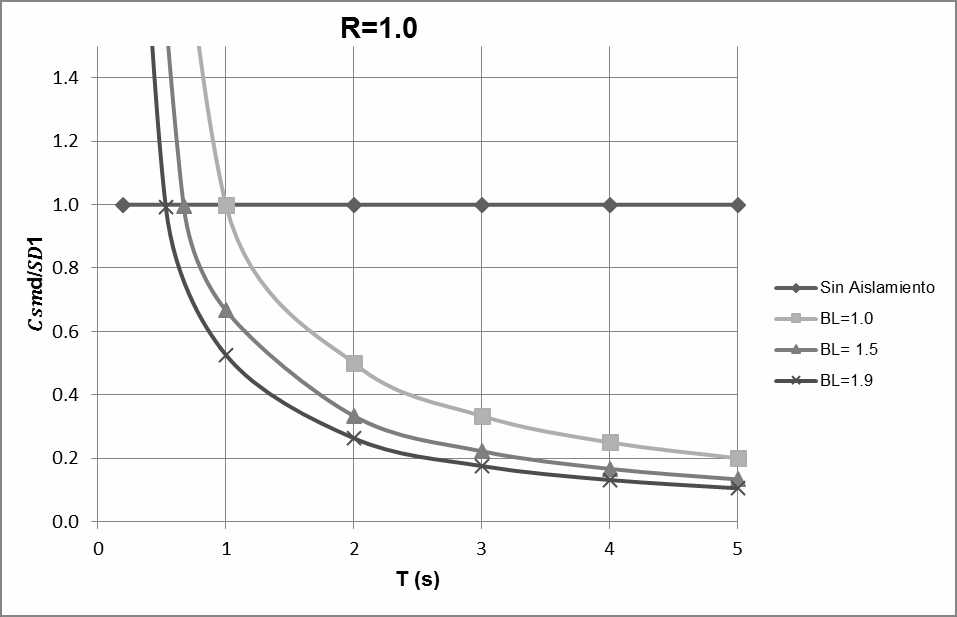 R=1.0
1.4
1.2
1.0
0.8
0.6
0.4
0.2
0.0
Csmd/SD1
0 1 2 3 4 5
T (s)
Sin Aislamiento
BL=1.0
BL= 1.5
BL=1.9